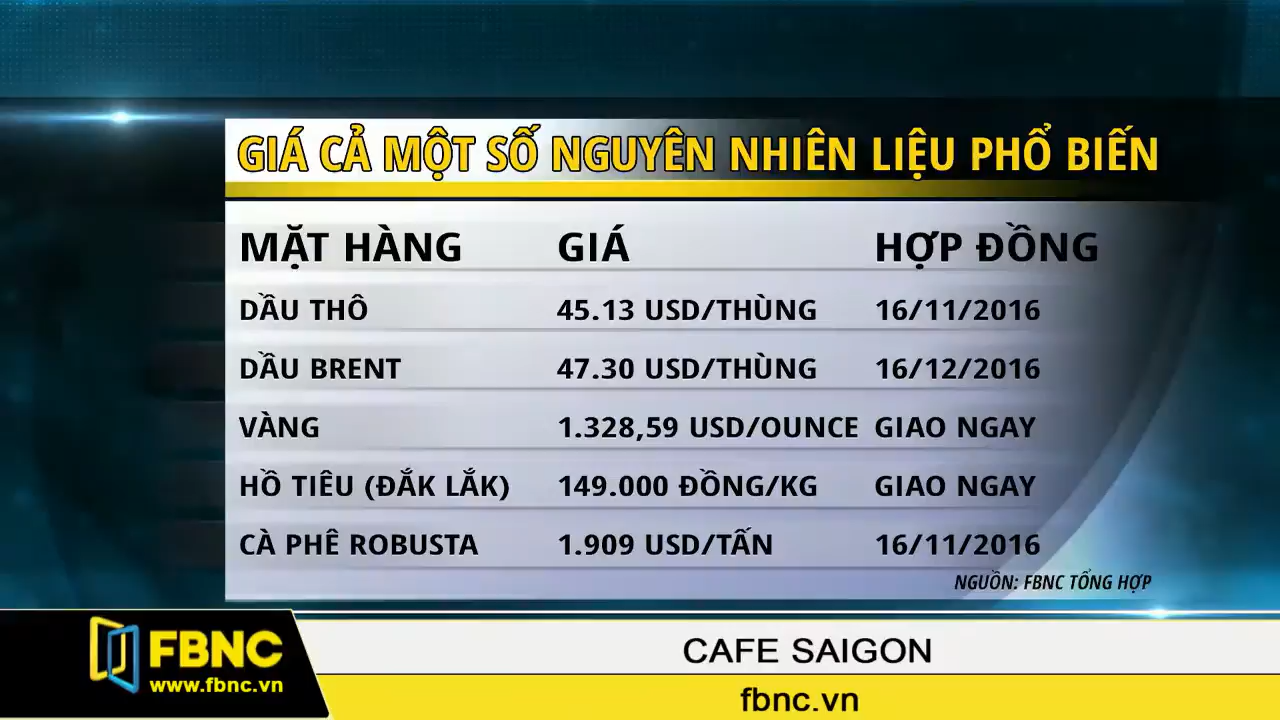 GIÁ CẢ MỘT SỐ NGUYÊN NHIÊN LIỆU PHỔ BIẾN
MẶT HÀNG GIÁ HỢP ĐỒNG
DẦU THÔ 45.13 USD/THÙNG 16/11/2016
DẦU BRENT 47.30 USD/THÙNG 16/12/2016
VÀNG 1.328,59 USD/OUNCE GIAO NGAY
HỒ TIÊU (ĐẮK LẮK) 149.000 ĐỒNG/KG GIAO NGAY
CÀ PHÊ ROBUSTA 1.909 USD/TẤN 16/11/2016
NGUỒN: FBNC TỔNG HỢP
FBNC
www.fbnc.vn
CAFE SAIGON
fbnc.vn